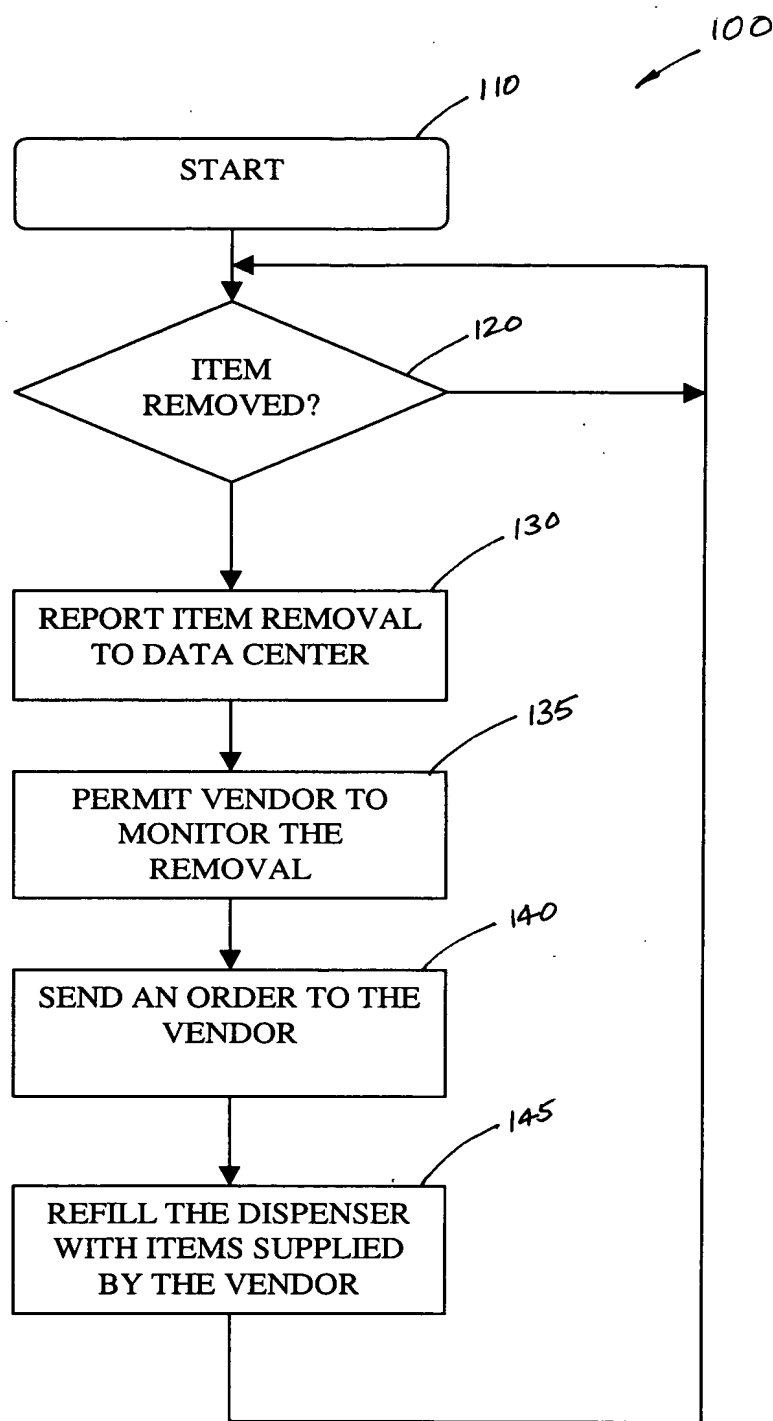 100
110
START
120
ITEM
REMOVED?
130
REPORT ITEM REMOVAL
TO DATA CENTER
135
PERMIT VENDOR TO
MONITOR THE
REMOVAL
140
SEND AN ORDER TO THE
VENDOR
145
REFILL THE DISPENSER
WITH ITEMS SUPPLIED
BY THE VENDOR